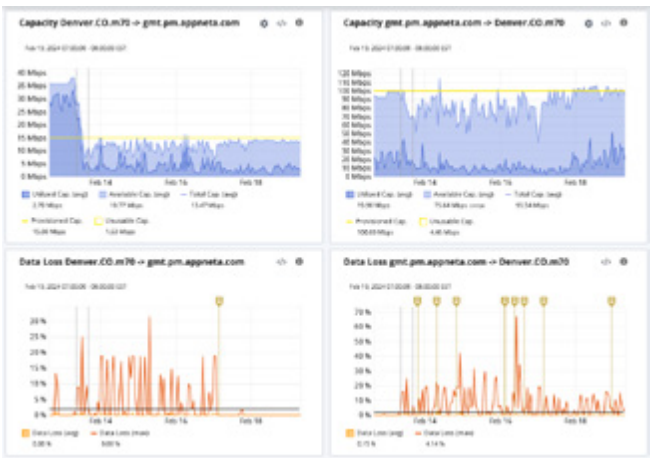 Capacity Denver.CO.m70 -> gmt.pm.appneta.com
Capacity gmt.pm.appneta.com -> Denver.CO.m70
40 Mbps
35 Mbps
30 Mbps
25 Mbps
20 Mbps
15 Mbps
10 Mbps
5 Mbps
0 Mbps
Feb 14
Feb 16
Feb 18
120 Mbps
110 Mbps
100 Mbps
90 Mbps
80 Mbps
70 Mbps
60 Mbps
50 Mbps
40 Mbps
30 Mbps
20 Mbps
10 Mbps
0 Mbps
Feb 14
Feb 16
Feb 18
Utilized Cap. (avg)
Available Cap. (avg)
Total Cap. (avg)
Provisioned Cap.
Unusable Cap.
15.00 Mbps
Utilized Cap. (avg)
Available Cap. (avg)
Total Cap. (avg)
Provisioned Cap.
Unusable Cap.
100.00 Mbps
Data Loss Denver.CO.m70 -> gmt.pm.appneta.com
Data Loss gmt.pm.appneta.com -> Denver.CO.m70
30 %
25 %
20 %
15 %
10 %
5 %
0 %
Feb 14
Feb 16
Feb 18
70 %
60 %
50 %
40 %
30 %
20 %
10 %
0 %
Feb 14
Feb 16
Feb 18
Data Loss (avg)
Data Loss (max)
Data Loss (avg)
Data Loss (max)